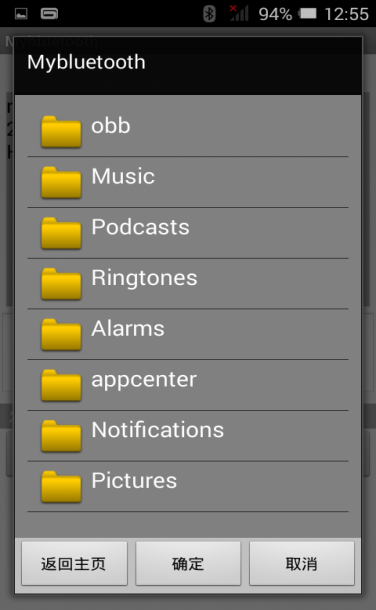 94% 12:55
Mybluetooth
obb
Music
Podcasts
Ringtones
Alarms
appcenter
Notifications
Pictures
返回主页 确定 取消